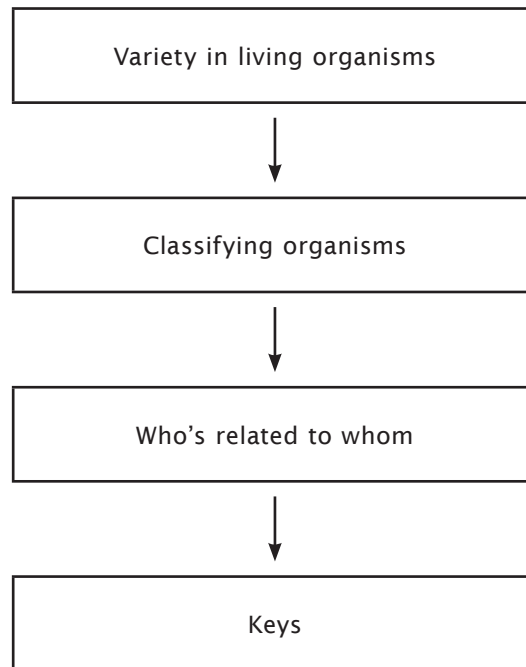 Variety in living organisms
Classifying organisms
Who’s related to whom
Keys